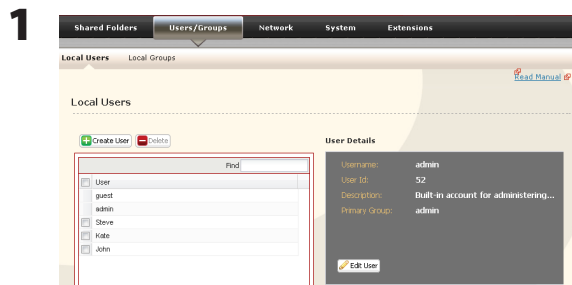 1
Shared Folders Users/Groups Network System Extensions
Local Users Local Groups
Read Manual
Local Users
Create User Delete
User Details
Find
User
guest
admin
Steve
Kate
John
Username: admin
User Id: 52
Description: Built-in account for administering...
Primary Group: admin
Edit User